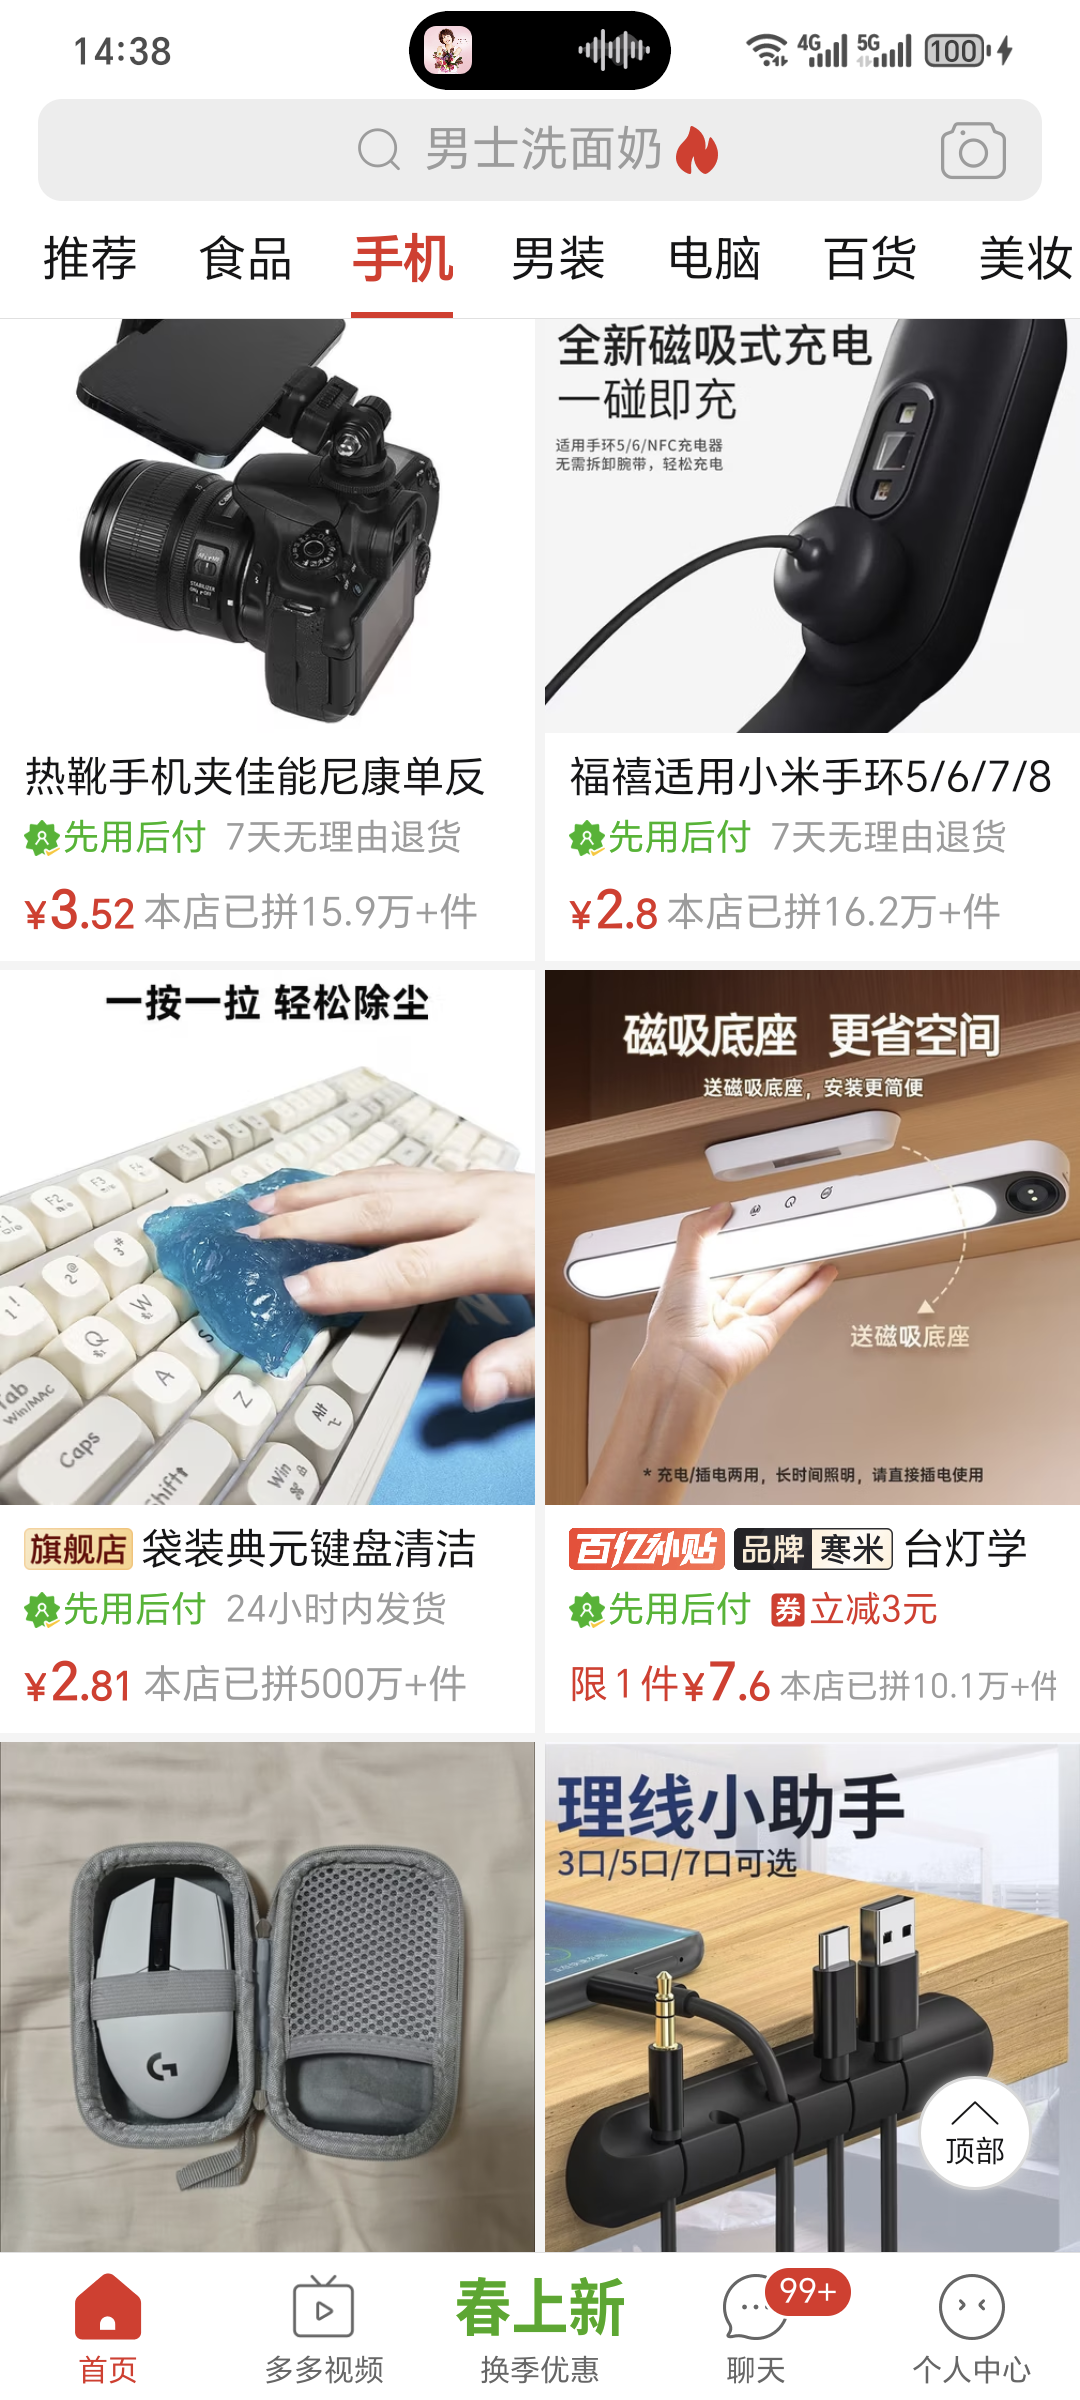 14:38
4G
5G
100
男士洗面奶
推荐
食品
手机
男装
电脑
百货
美妆
全新磁吸式充电
一碰即充
适用手环5/6/NFC充电器
无需拆卸腕带，轻松充电
热靴手机夹佳能尼康单反
先用后付 7天无理由退货
¥3.52 本店已拼15.9万+件
福禧适用小米手环5/6/7/8
先用后付 7天无理由退货
¥2.8 本店已拼16.2万+件
一按一拉 轻松除尘
F2
F3
Q
W
A
S
Z
Tab
Win/MAC
Caps
Alt
Win
旗舰店 袋装典元键盘清洁
先用后付 24小时内发货
¥2.81 本店已拼500万+件
磁吸底座 更省空间
送磁吸底座，安装更简便
送磁吸底座
* 充电/插电两用，长时间照明，请直接插电使用
百亿补贴 品牌 寒米 台灯学
先用后付 券 立减3元
限1件¥7.6 本店已拼10.1万+件
理线小助手
3口/5口/7口可选
顶部
首页
多多视频
春上新
换季优惠
99+
聊天
个人中心